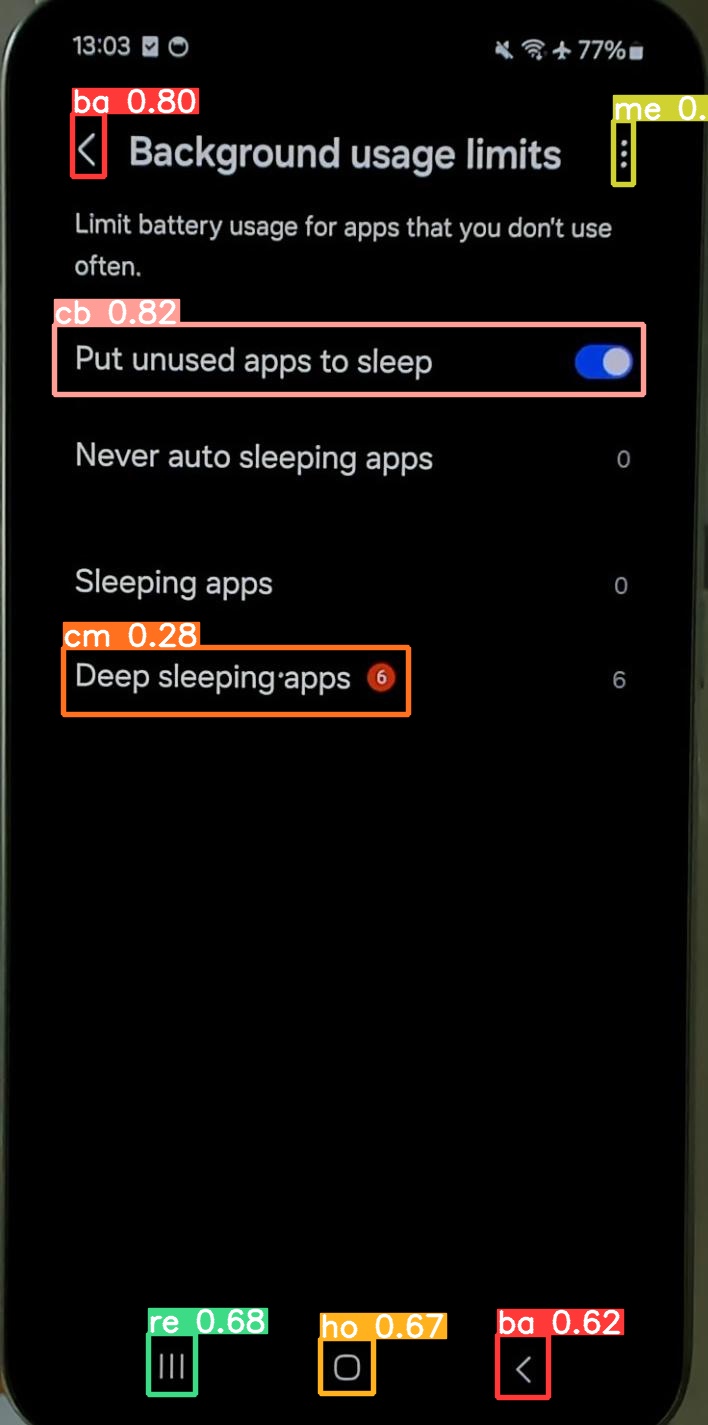 13:03 77%
ba 0.80
me 0.
Background usage limits
Limit battery usage for apps that you don't use
often.
cb 0.82
Put unused apps to sleep
Never auto sleeping apps 0
Sleeping apps 0
cm 0.28
Deep sleeping apps 6 6
re 0.68 ho 0.67 ba 0.62